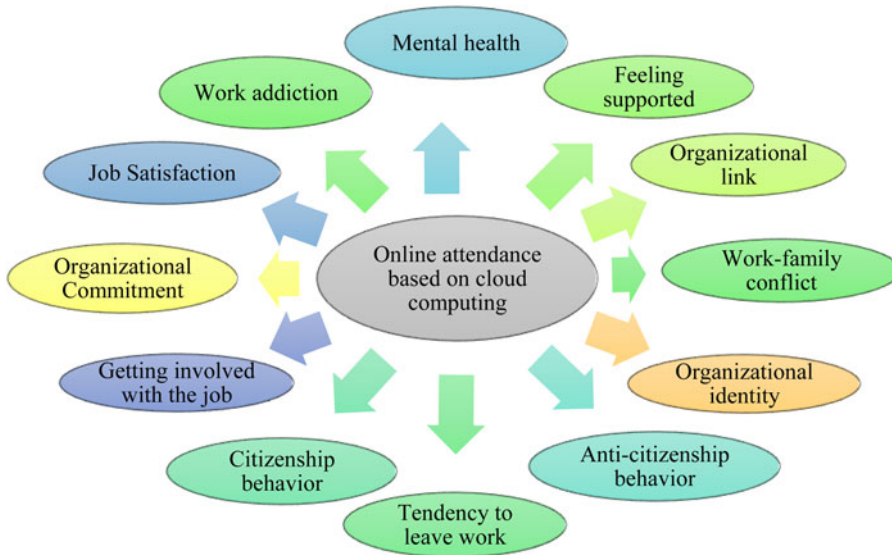 Mental health
Work addiction
Feeling
supported
Job Satisfaction
Organizational
link
Online attendance
based on cloud
computing
Organizational
Commitment
Work-family
conflict
Getting involved
with the job
Organizational
identity
Citizenship
behavior
Anti-citizenship
behavior
Tendency to
leave work